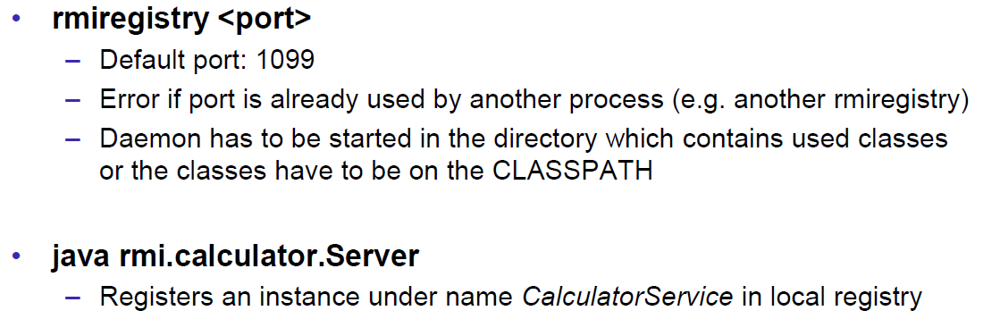 • rmiregistry <port>
– Default port: 1099
– Error if port is already used by another process (e.g. another rmiregistry)
– Daemon has to be started in the directory which contains used classes
or the classes have to be on the CLASSPATH
• java rmi.calculator.Server
– Registers an instance under name CalculatorService in local registry